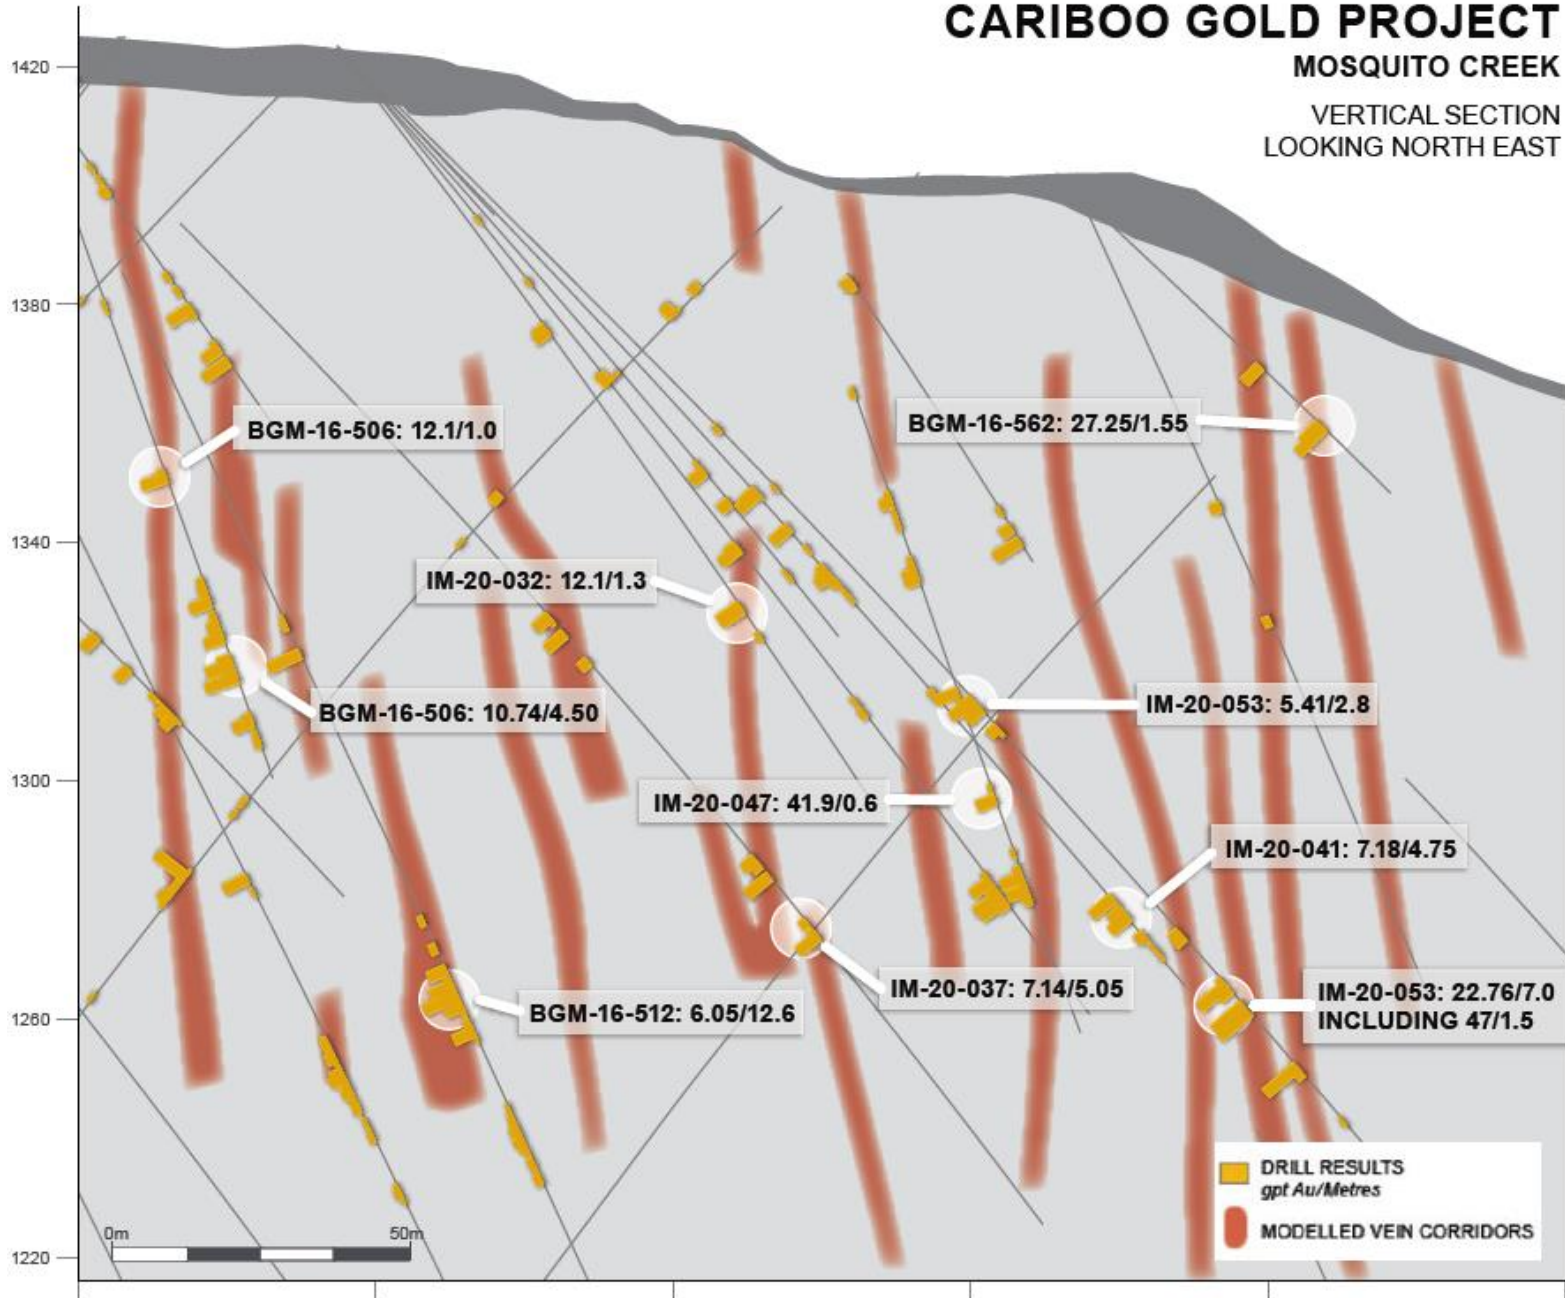 CARIBOO GOLD PROJECT
MOSQUITO CREEK
VERTICAL SECTION
LOOKING NORTH EAST
1420
1380
1340
1300
1260
1220
BGM-16-506: 12.1/1.0
BGM-16-562: 27.25/1.55
IM-20-032: 12.1/1.3
BGM-16-506: 10.74/4.50
IM-20-053: 5.41/2.8
IM-20-047: 41.9/0.6
IM-20-041: 7.18/4.75
IM-20-037: 7.14/5.05
BGM-16-512: 6.05/12.6
IM-20-053: 22.76/7.0
INCLUDING 47/1.5
DRILL RESULTS
gpt Au/Metres
MODELLED VEIN CORRIDORS
0m 50m